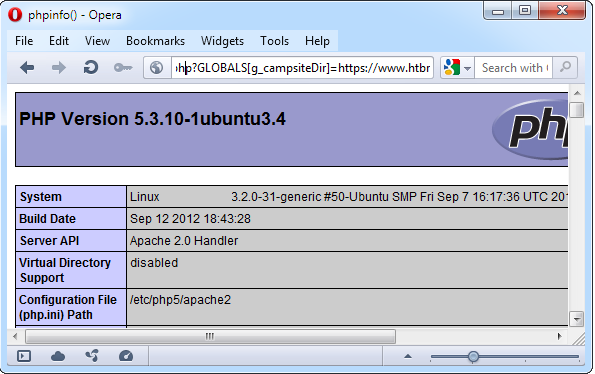 phpinfo() - Opera
File Edit View Bookmarks Widgets Tools Help
hp?GLOBALS[g_campsiteDir]=https://www.htbr
Search with
PHP Version 5.3.10-1ubuntu3.4
php
System Linux 3.2.0-31-generic #50-Ubuntu SMP Fri Sep 7 16:17:36 UTC 201
Build Date Sep 12 2012 18:43:28
Server API Apache 2.0 Handler
Virtual Directory disabled
Support
Configuration File /etc/php5/apache2
(php.ini) Path